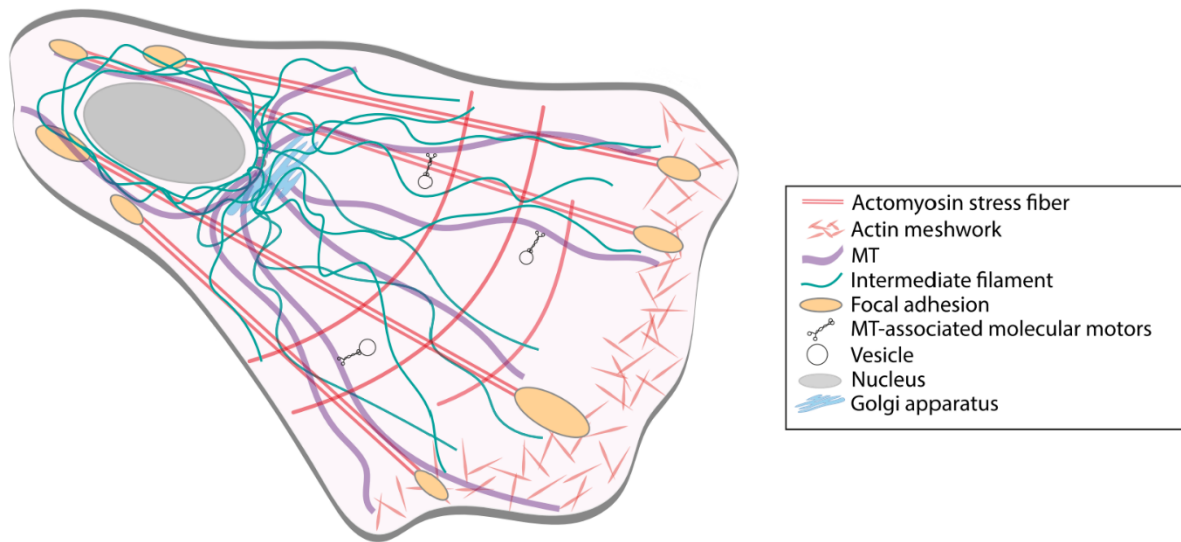 Actomyosin stress fiber
Actin meshwork
MT
Intermediate filament
Focal adhesion
MT-associated molecular motors
Vesicle
Nucleus
Golgi apparatus